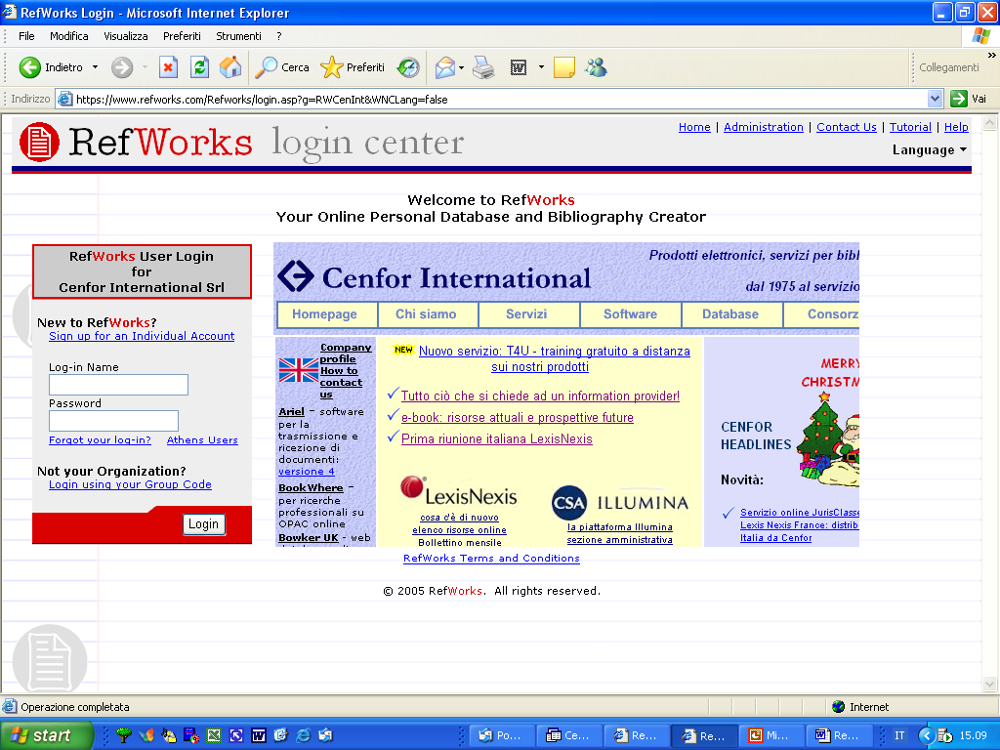 RefWorks Login - Microsoft Internet Explorer
File Modifica Visualizza Preferiti Strumenti ?
Indietro Cerca Preferiti Collegamenti
Indirizzo https://www.refworks.com/Refworks/login.asp?g=RWCenInt&WNCLang=false Vai
RefWorks login center
Home | Administration | Contact Us | Tutorial | Help
Language
Welcome to RefWorks
Your Online Personal Database and Bibliography Creator
RefWorks User Login
for
Cenfor International Srl
New to RefWorks?
Sign up for an Individual Account
Log-in Name
Password
Forgot your log-in? Athens Users
Not your Organization?
Login using your Group Code
Login
Prodotti elettronici, servizi per bibl
Cenfor International
dal 1975 al servizio
Homepage Chi siamo Servizi Software Database Consorz
Company
profile
How to
contact
us
Ariel - software
per la
trasmissione e
ricezione di
documenti:
versione 4
BookWhere -
per ricerche
professionali su
OPAC online
Bowker UK - web
NEW Nuovo servizio: T4U - training gratuito a distanza
sui nostri prodotti
Tutto ciò che si chiede ad un information provider!
e-book: risorse attuali e prospettive future
Prima riunione italiana LexisNexis
LexisNexis
cosa c'è di nuovo
elenco risorse online
Bollettino mensile
CSA ILLUMINA
la piattaforma Illumina
sezione amministrativa
MERRY
CHRISTM
CENFOR
HEADLINES
Novità:
Servizio online JurisClasse
Lexis Nexis France: distrib
Italia da Cenfor
RefWorks Terms and Conditions
© 2005 RefWorks. All rights reserved.
Operazione completata Internet
start Po... Ce... Re... Re... Mi... Re... IT 15.09